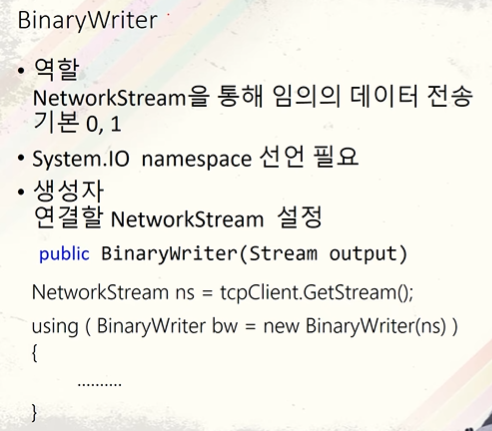 BinaryWriter
• 역할
NetworkStream을 통해 임의의 데이터 전송
기본 0, 1
• System.IO namespace 선언 필요
• 생성자
연결할 NetworkStream 설정
public BinaryWriter(Stream output)
NetworkStream ns = tcpClient.GetStream();
using ( BinaryWriter bw = new BinaryWriter(ns) )
{
..........
}